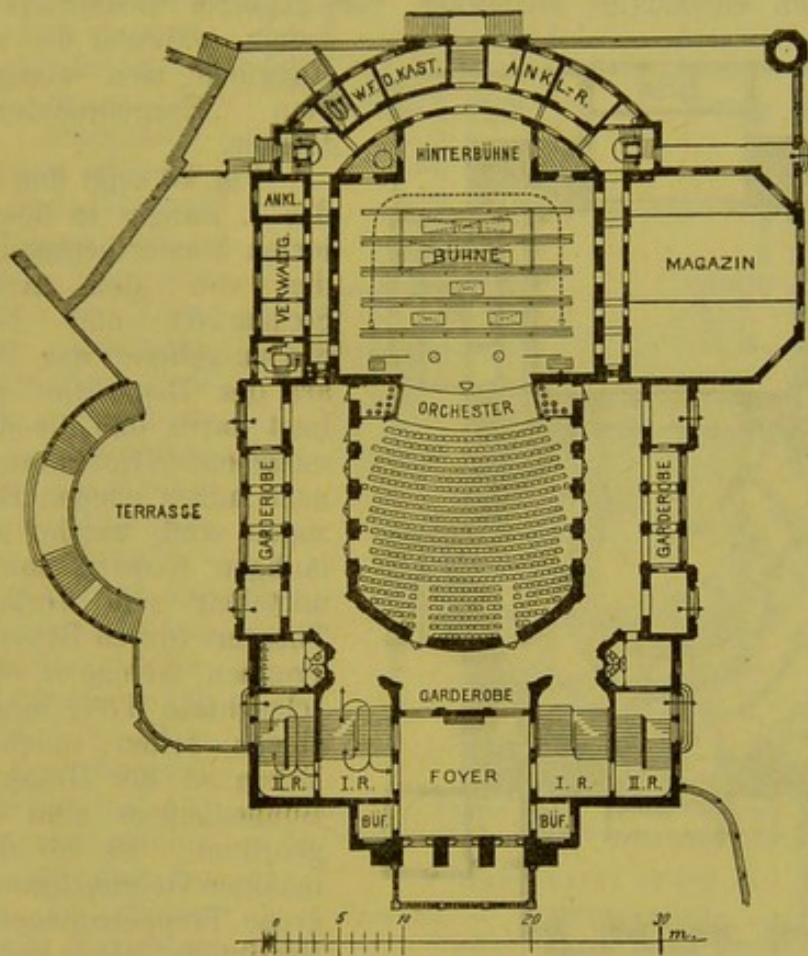 W.F.D.KAST.
ANKL=R.
HINTERBÜHNE
ANKL.
BÜHNE
MAGAZIN
VERWALTG.
ORCHESTER
TERRASSE
GARDEROBE
GARDEROBE
GARDEROBE
FOYER
II.R.
I.R.
I.R.
II.R.
BÜF.
BÜF.
0 5 10 20 30 m.